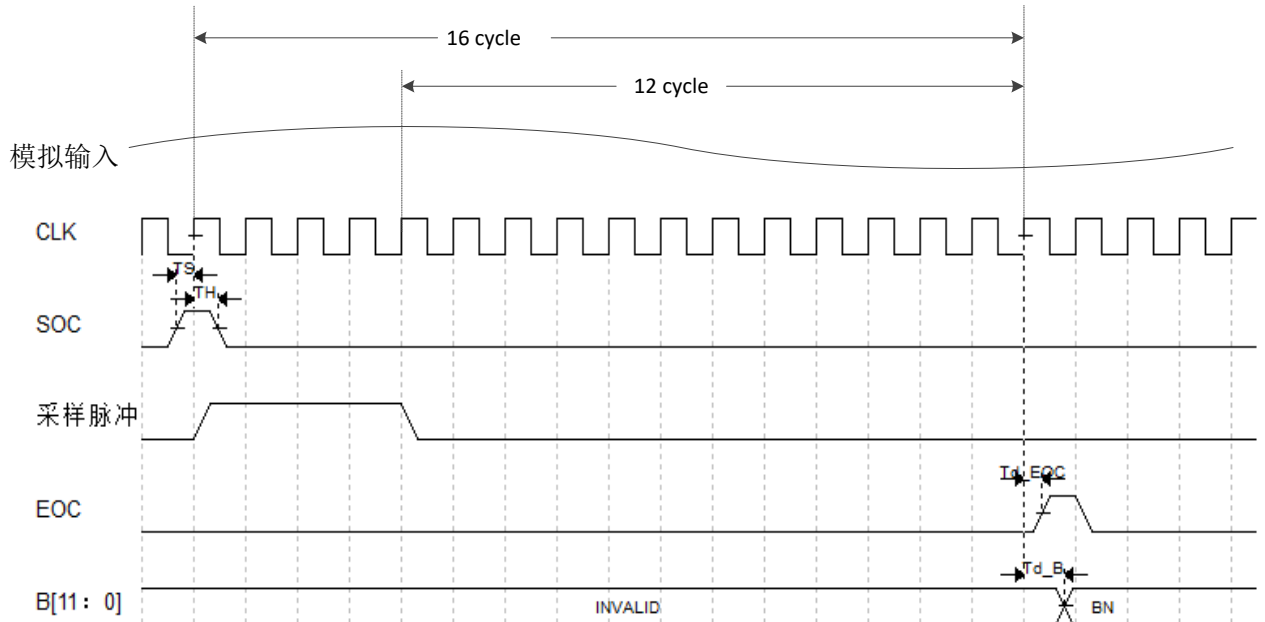 16 cycle
12 cycle
模拟输入
CLK
TS
TH
SOC
采样脉冲
Td_EOC
EOC
Td_B
B[11：0]
INVALID
BN